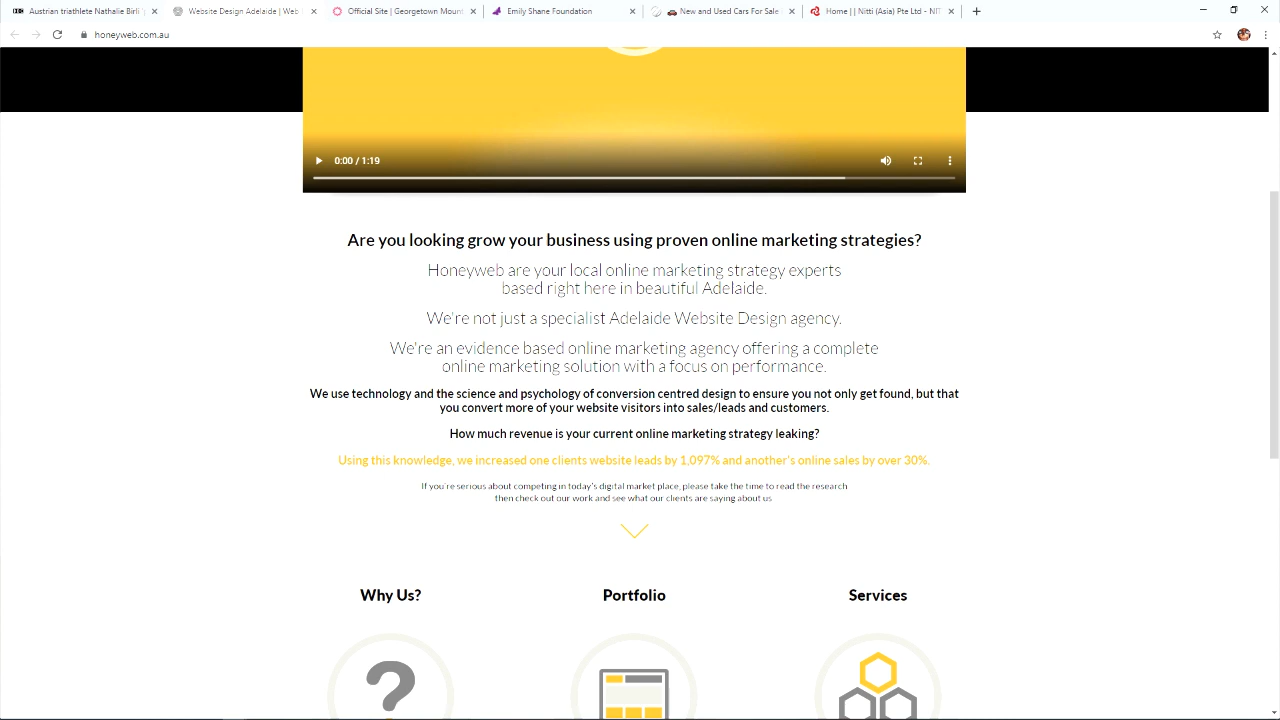 Austrian triathlete Nathalie Birli
Website Design Adelaide | Web
Official Site | Georgetown Mount
Emily Shane Foundation
New and Used Cars For Sale
Home | | Nitti (Asia) Pte Ltd - NIT
honeyweb.com.au
0:00 / 1:19
Are you looking grow your business using proven online marketing strategies?
Honeyweb are your local online marketing strategy experts
based right here in beautiful Adelaide.
We're not just a specialist Adelaide Website Design agency.
We're an evidence based online marketing agency offering a complete
online marketing solution with a focus on performance.
We use technology and the science and psychology of conversion centred design to ensure you not only get found, but that
you convert more of your website visitors into sales/leads and customers.
How much revenue is your current online marketing strategy leaking?
Using this knowledge, we increased one clients website leads by 1,097% and another's online sales by over 30%.
If you're serious about competing in today's digital market place, please take the time to read the research
then check out our work and see what our clients are saying about us
Why Us?
Portfolio
Services